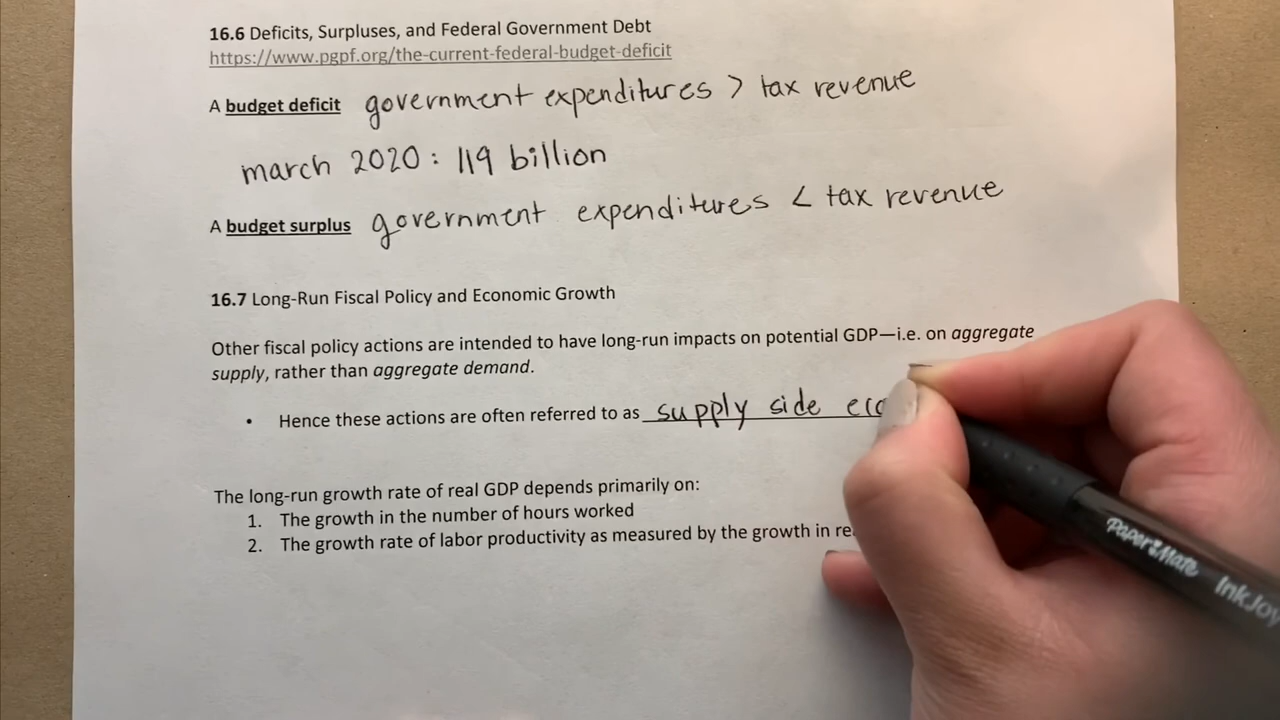 16.6 Deficits, Surpluses, and Federal Government Debt
https://www.pgpf.org/the-current-federal-budget-deficit
A budget deficit government expenditures > tax revenue
march 2020: 119 billion
A budget surplus government expenditures < tax revenue
16.7 Long-Run Fiscal Policy and Economic Growth
Other fiscal policy actions are intended to have long-run impacts on potential GDP—i.e. on aggregate
supply, rather than aggregate demand.
• Hence these actions are often referred to as supply side
The long-run growth rate of real GDP depends primarily on:
1. The growth in the number of hours worked
2. The growth rate of labor productivity as measured by the growth in
Paper Mate InkJoy